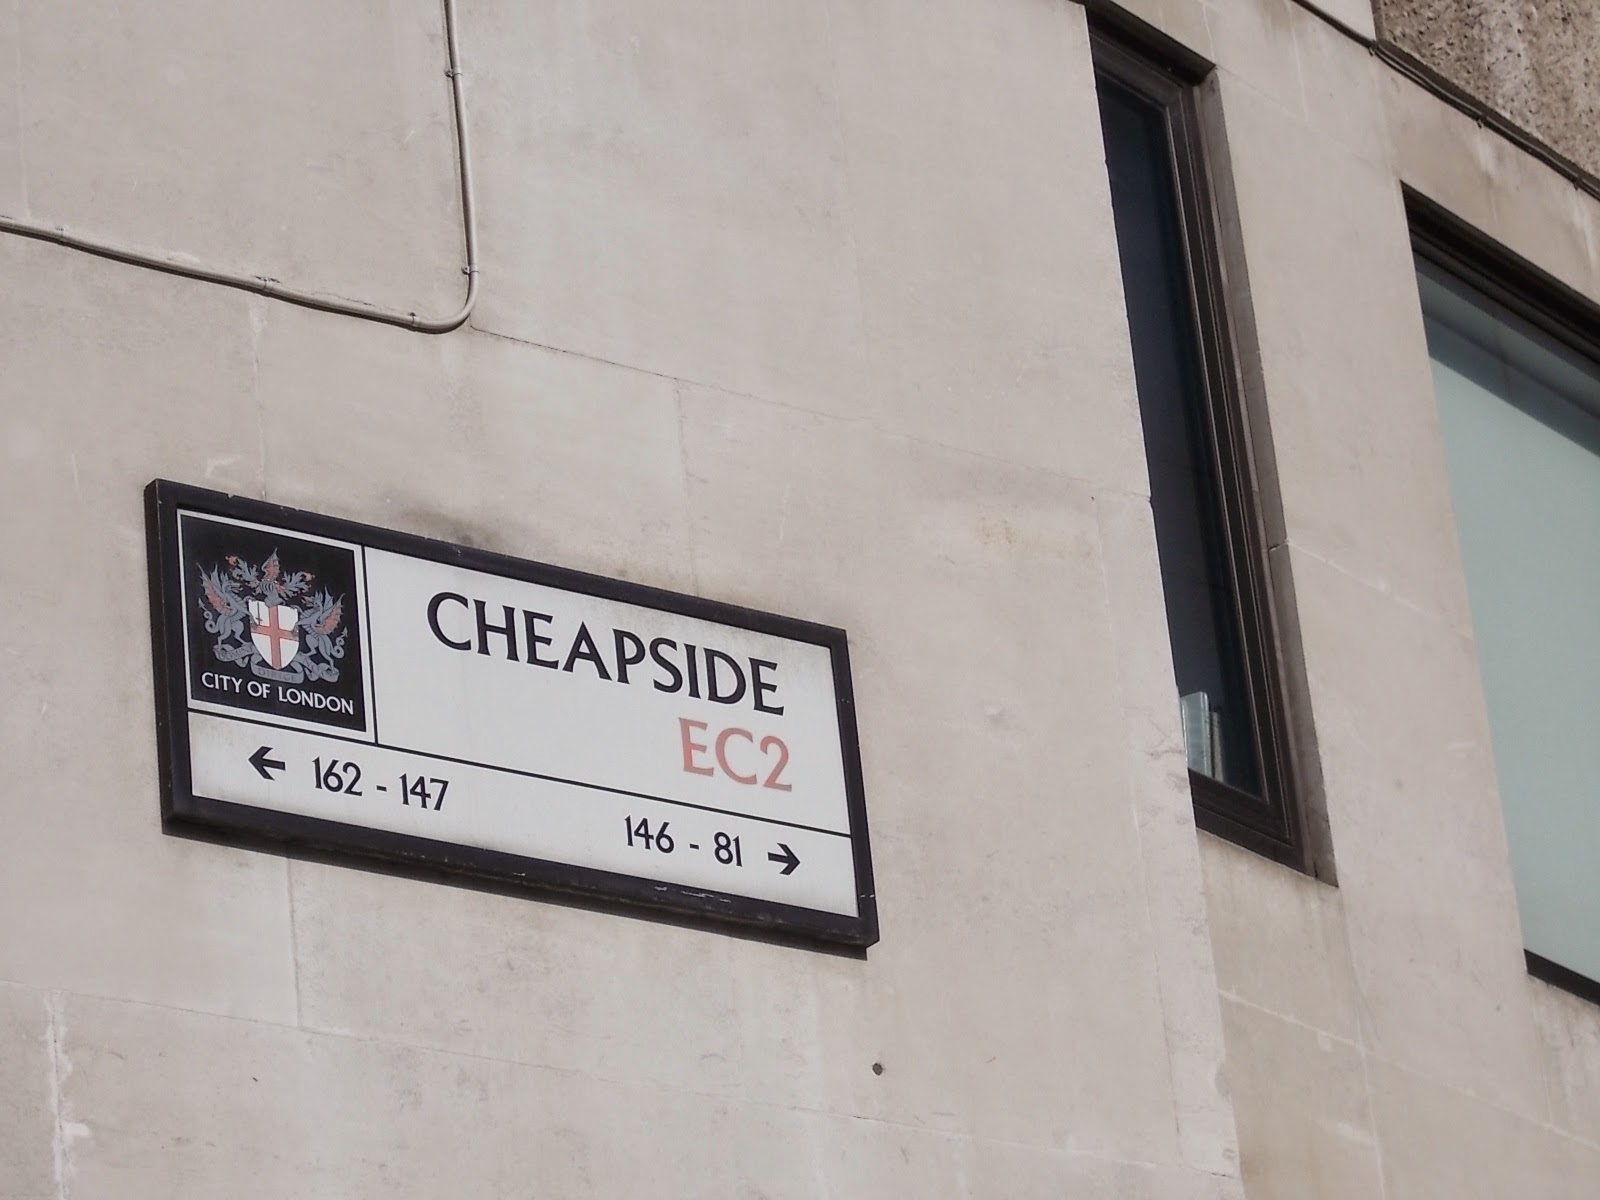 CHEAPSIDE
EC2
CITY OF LONDON
← 162 - 147
146 - 81 →